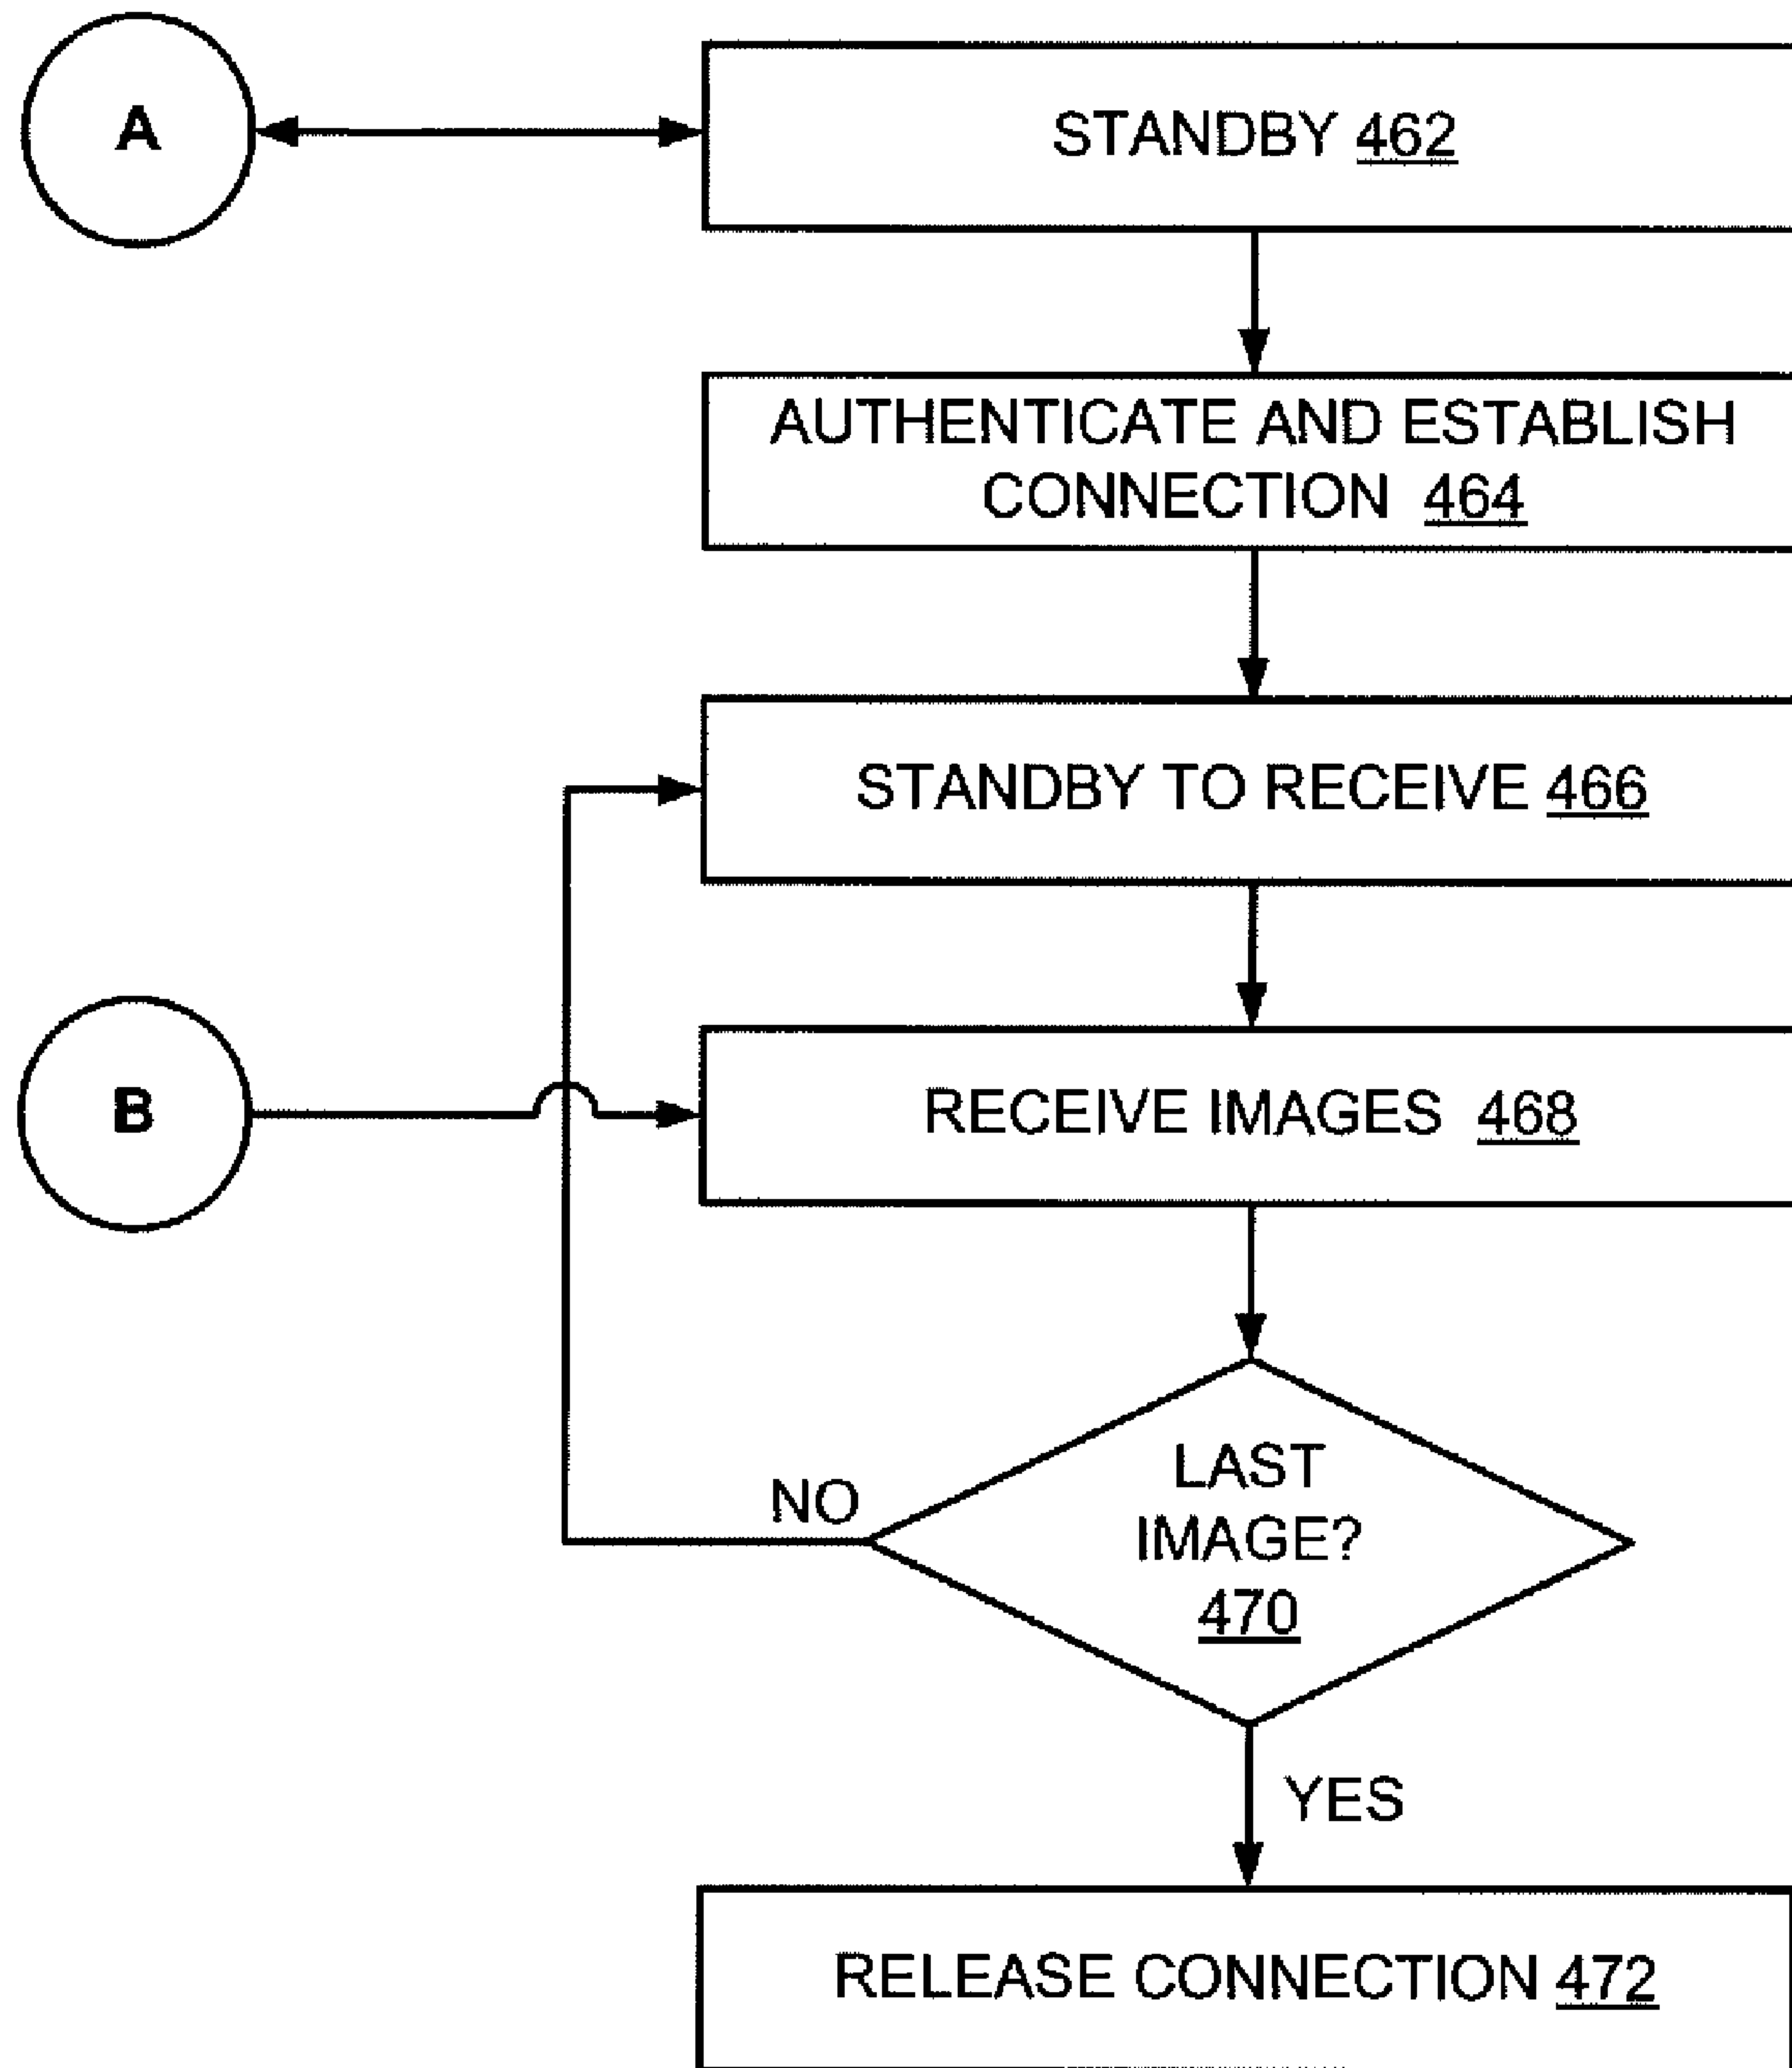 A
STANDBY 462
AUTHENTICATE AND ESTABLISH
CONNECTION 464
STANDBY TO RECEIVE 466
B
RECEIVE IMAGES 468
LAST
IMAGE?
470
NO
YES
RELEASE CONNECTION 472